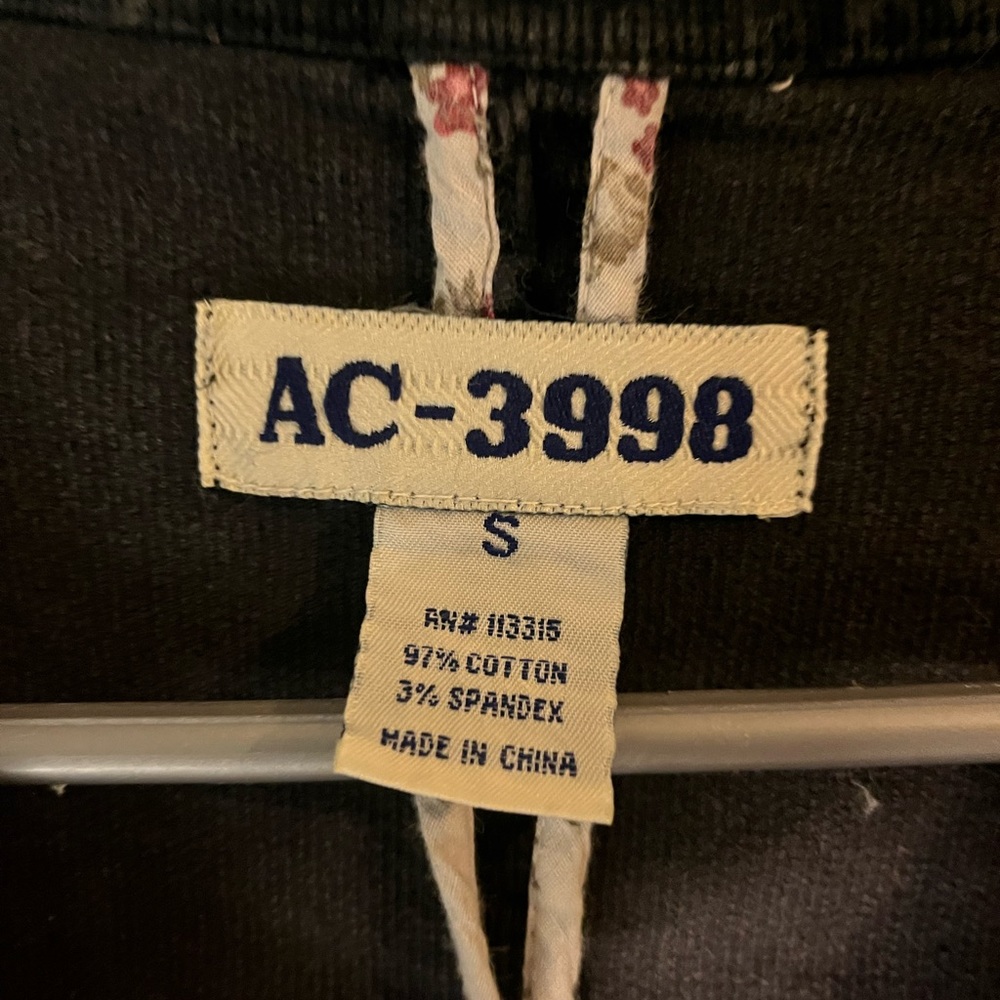 AC-3998
S
RN# 113315
97% COTTON
3% SPANDEX
MADE IN CHINA